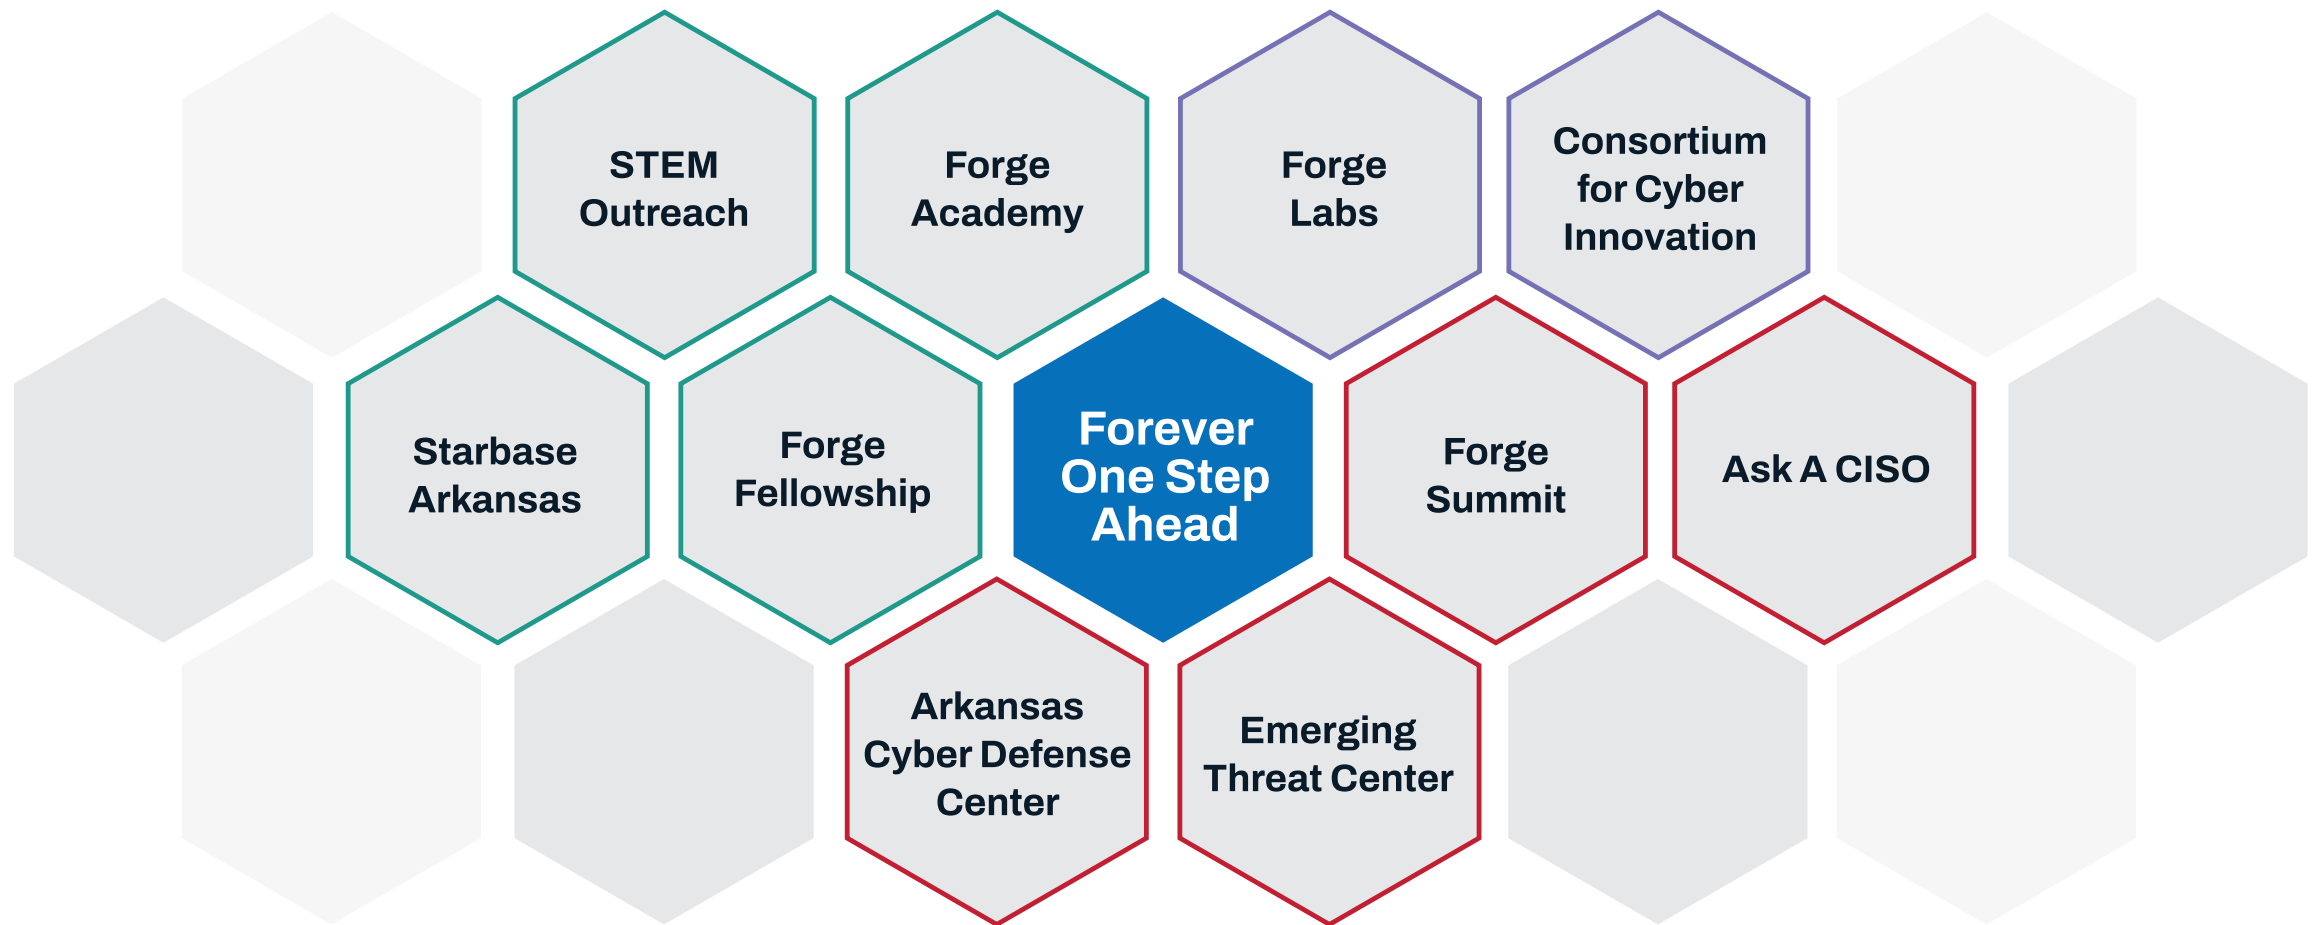 STEM
Outreach
Forge
Academy
Forge
Labs
Consortium
for Cyber
Innovation
Starbase
Arkansas
Forge
Fellowship
Forever
One Step
Ahead
Forge
Summit
Ask A CISO
Arkansas
Cyber Defense
Center
Emerging
Threat Center